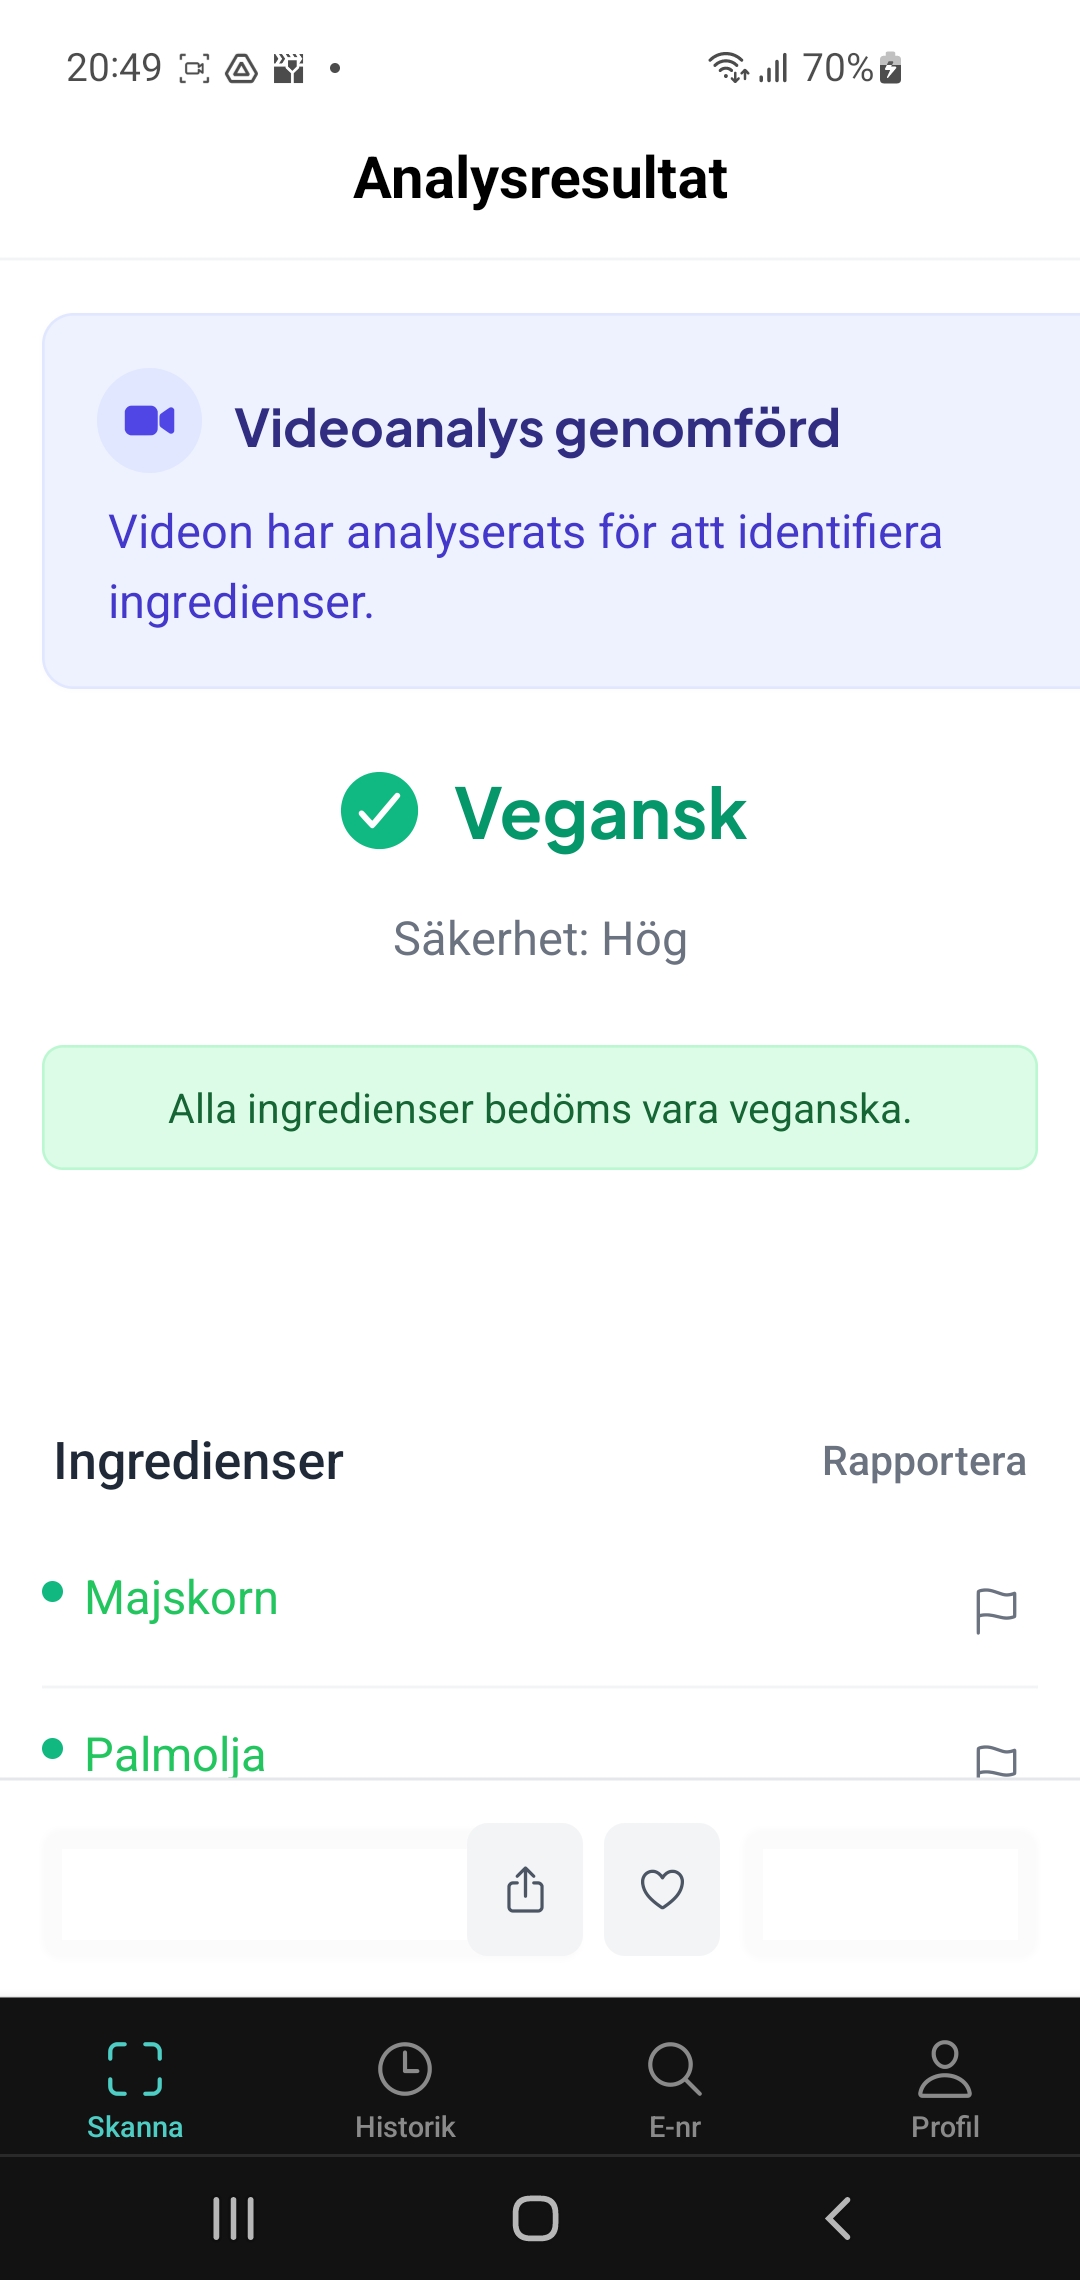 20:49 70%
Analysresultat
Videoanalys genomförd
Videon har analyserats för att identifiera
ingredienser.
Vegansk
Säkerhet: Hög
Alla ingredienser bedöms vara veganska.
Ingredienser Rapportera
Majskorn
Palmolja
Skanna Historik E-nr Profil